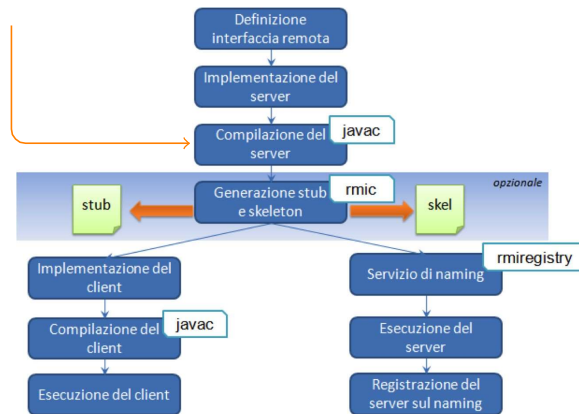 Definizione
interfaccia remota
Implementazione del
server
Compilazione del
server
javac
opzionale
Generazione stub
e skeleton
rmic
stub
skel
Implementazione del
client
Compilazione del
client
javac
Esecuzione del client
rmiregistry
Servizio di naming
Esecuzione del
server
Registrazione del
server sul naming